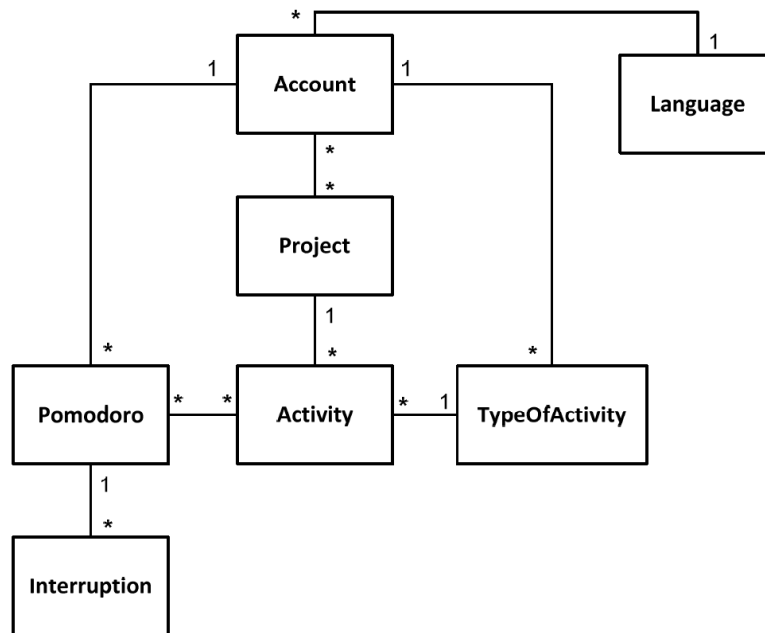 *
1
1
Account
1
Language
*
*
Project
1
*
*
*
Pomodoro
*
*
Activity
*
1
TypeOfActivity
1
*
Interruption